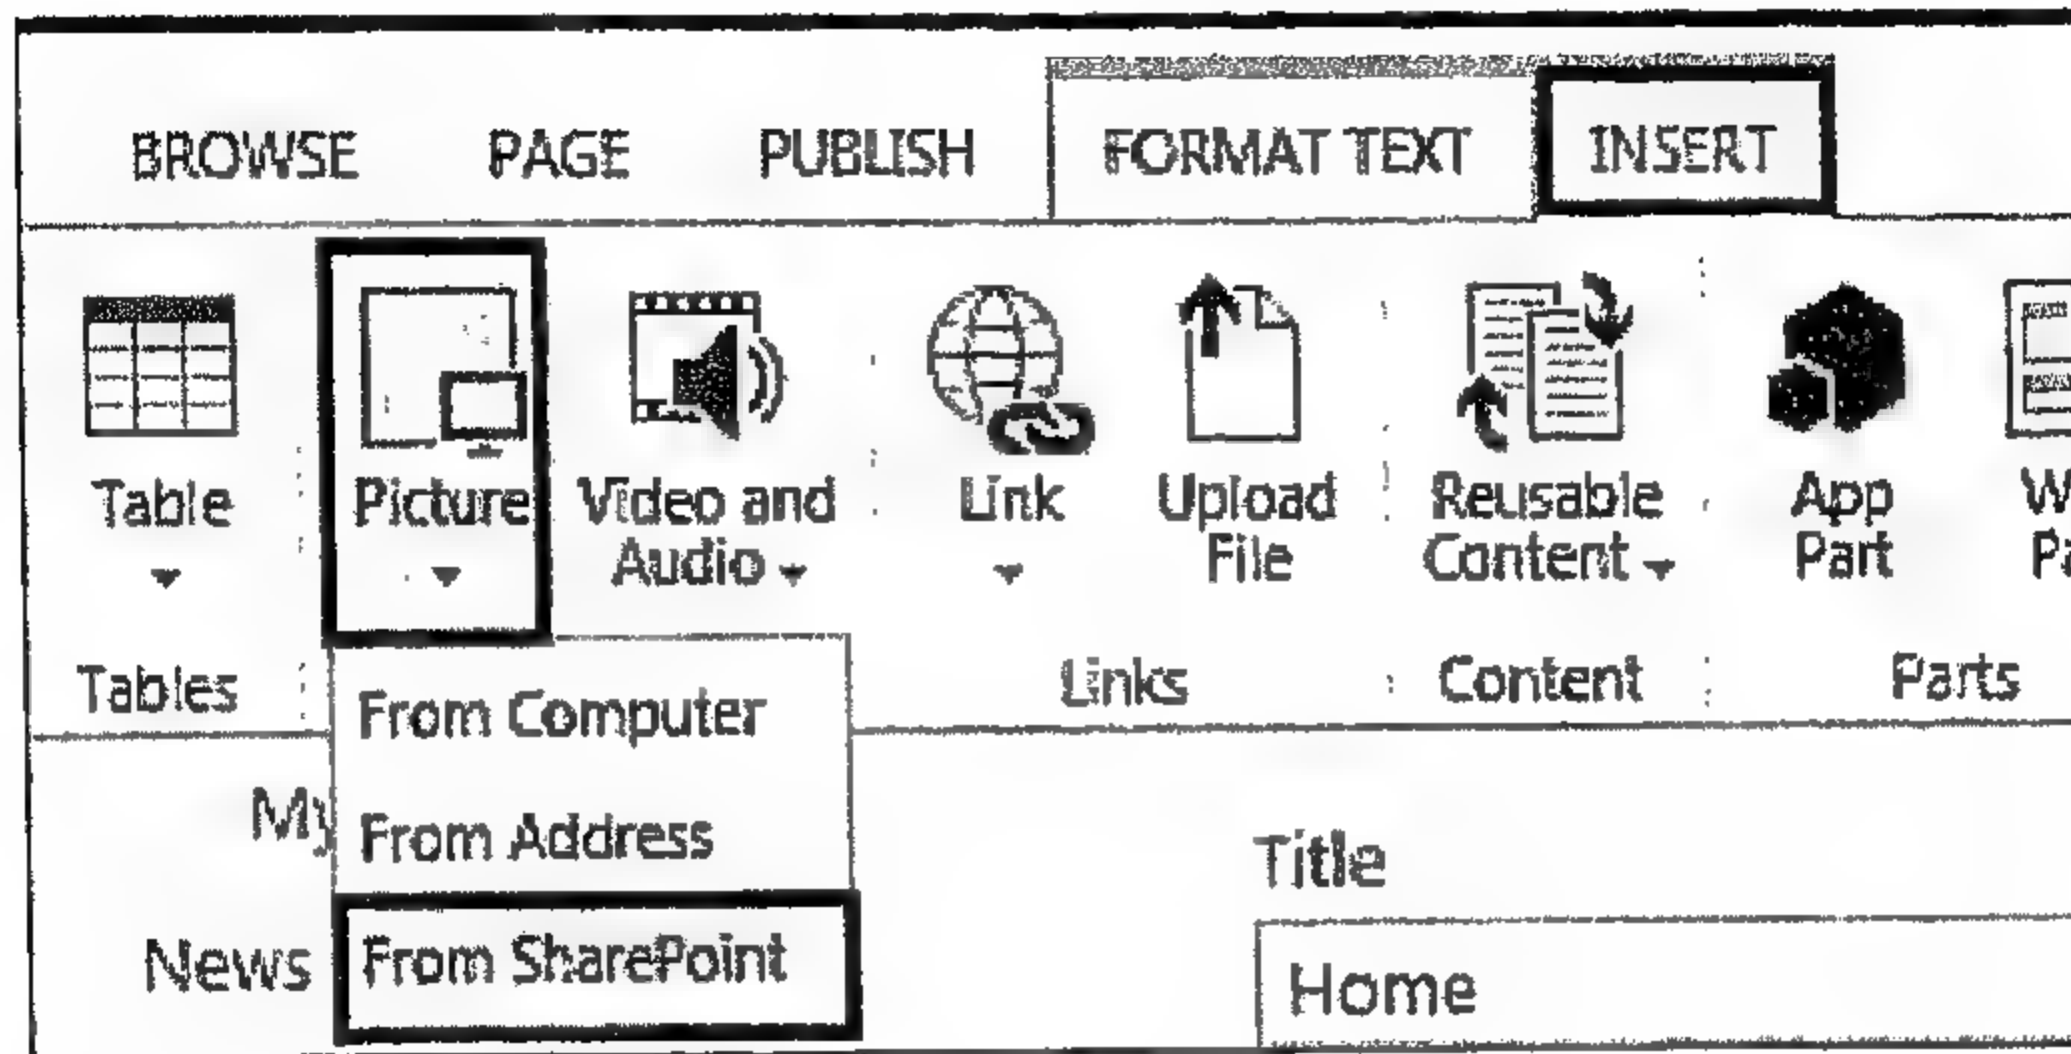 BROWSE PAGE PUBLISH FORMAT TEXT INSERT
Table Picture Video and Link Upload Reusable App
Audio File Content Part
Tables Links Content Parts
From Computer
My
From Address
Title
News From SharePoint
Home